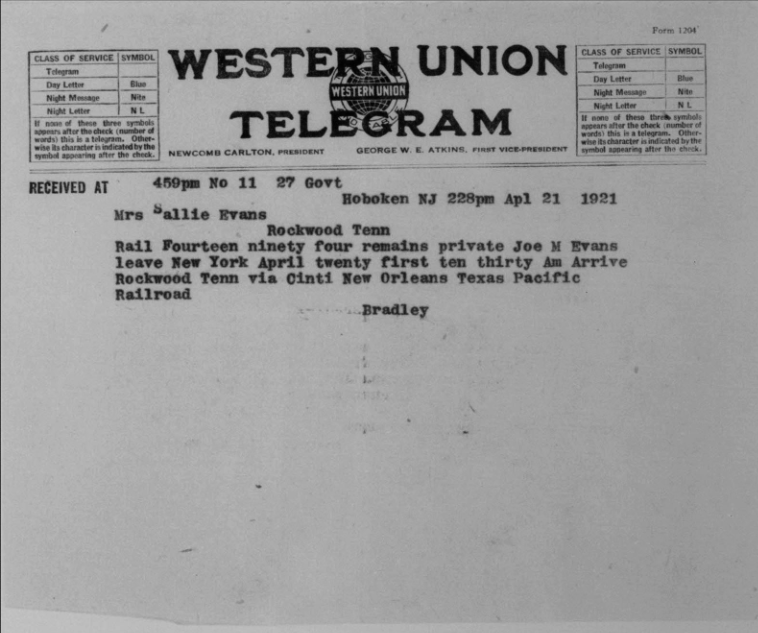 Form 1204
CLASS OF SERVICE SYMBOL
Telegram
Day Letter Blue
Night Message Nite
Night Letter N L
If none of these three symbols
appears after the check (number of
words) this is a telegram. Other-
wise its character is indicated by the
symbol appearing after the check.
WESTERN UNION
WESTERN UNION
TELEGRAM
NEWCOMB CARLTON, PRESIDENT GEORGE W. E. ATKINS, FIRST VICE-PRESIDENT
CLASS OF SERVICE SYMBOL
Telegram
Day Letter Blue
Night Message Nite
Night Letter N L
If none of these three symbols
appears after the check (number of
words) this is a telegram. Other-
wise its character is indicated by the
symbol appearing after the check.
RECEIVED AT 459pm No 11 27 Govt
Hoboken NJ 228pm Apl 21 1921
Mrs Sallie Evans
Rockwood Tenn
Rail Fourteen ninety four remains private Joe M Evans
leave New York April twenty first ten thirty Am Arrive
Rockwood Tenn via Cinti New Orleans Texas Pacific
Railroad
Bradley